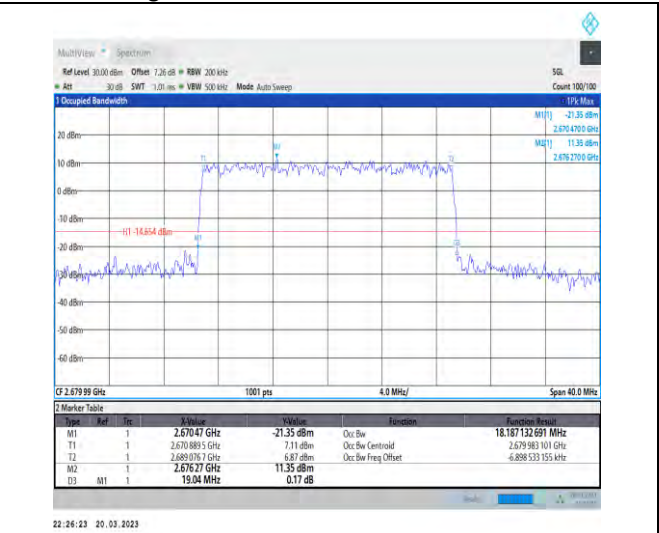 MultiView Spectrum
Ref Level 30.00 dBm Offset 7.26 dB RBW 200 kHz SGL
Att 30 dB SWT 1.01 ms VBW 500 kHz Mode Auto Sweep Count 100/100
1 Occupied Bandwidth 1Pk Max
M1[1] -21.35 dBm
2.670 470 0 GHz
M2[1] 11.35 dBm
2.676 270 0 GHz
20 dBm
M2
T1 T2
10 dBm
0 dBm
-10 dBm
H1 -14.654 dBm
M1
-20 dBm
-30 dBm
-40 dBm
-50 dBm
-60 dBm
CF 2.679 99 GHz 1001 pts 4.0 MHz/ Span 40.0 MHz
2 Marker Table
Type Ref Trc X-Value Y-Value Function Function Result
M1 1 2.670 47 GHz -21.35 dBm Occ Bw 18.187 132 691 MHz
T1 1 2.670 889 5 GHz 7.11 dBm Occ Bw Centroid 2.679 983 101 GHz
T2 1 2.689 076 7 GHz 6.87 dBm Occ Bw Freq Offset -6.898 533 155 kHz
M2 1 2.676 27 GHz 11.35 dBm
D3 M1 1 19.04 MHz 0.17 dB
22:26:23 20.03.2023